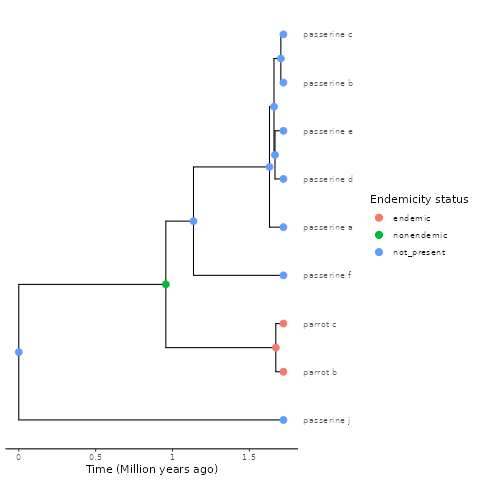 passerine c
passerine b
passerine e
passerine d
passerine a
passerine f
parrot c
parrot b
passerine j
Endemicity status
endemic
nonendemic
not_present
0 0.5 1 1.5
Time (Million years ago)